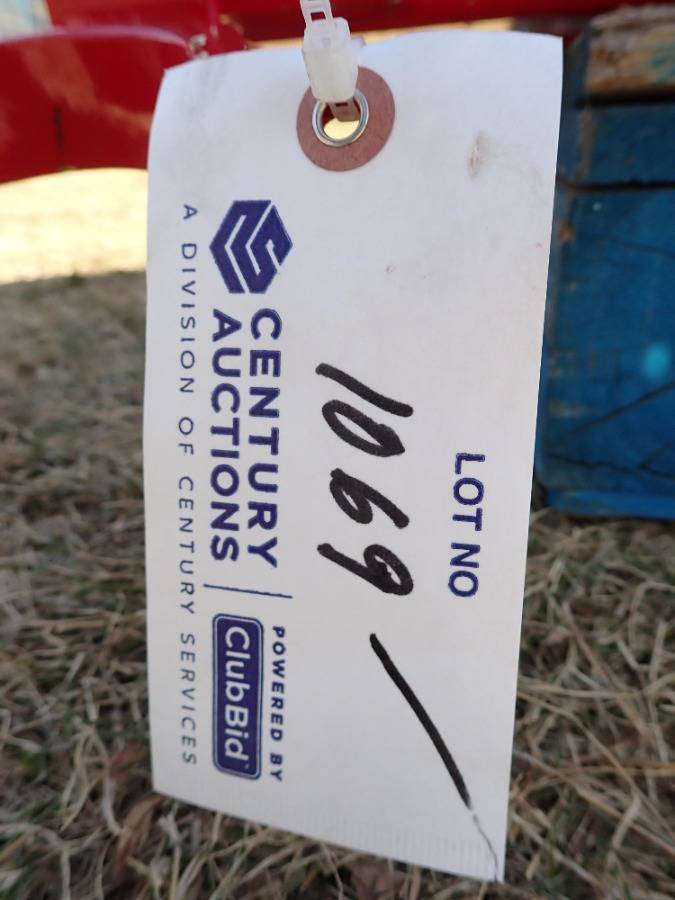 LOT NO
1069
CENTURY
AUCTIONS
POWERED BY
ClubBid
A DIVISION OF CENTURY SERVICES